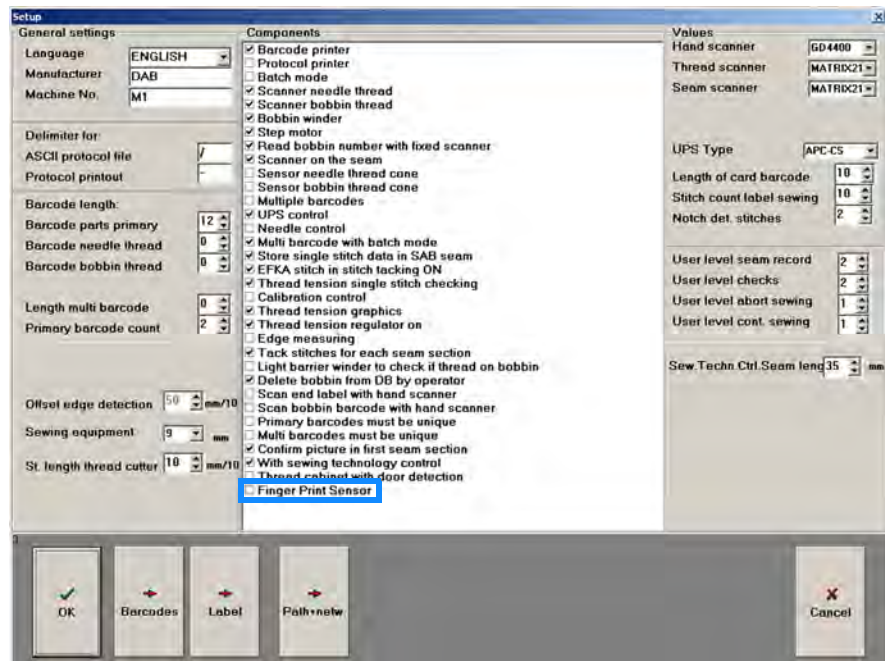 Setup
General settings
Language
ENGLISH
Manufacturer
DAB
Machine No.
M1
Delimiter for:
ASCII protocol file
/
Protocol printout
-
Barcode length:
Barcode parts primary
12
Barcode needle thread
0
Barcode bobbin thread
0
Length multi barcode
0
Primary barcode count
2
Offset edge detection
50
mm/10
Sewing equipment
9
mm
St. length thread cutter
10
mm/10
Components
Barcode printer
Protocol printer
Batch mode
Scanner needle thread
Scanner bobbin thread
Bobbin winder
Step motor
Read bobbin number with fixed scanner
Scanner on the seam
Sensor needle thread cone
Sensor bobbin thread cone
Multiple barcodes
UPS control
Needle control
Multi barcode with batch mode
Store single stitch data in SAB seam
EFKA stitch in stitch tacking ON
Thread tension single stitch checking
Calibration control
Thread tension graphics
Thread tension regulator on
Edge measuring
Tack stitches for each seam section
Light barrier winder to check if thread on bobbin
Delete bobbin from DB by operator
Scan end label with hand scanner
Scan bobbin barcode with hand scanner
Primary barcodes must be unique
Multi barcodes must be unique
Confirm picture in first seam section
With sewing technology control
Thread cabinet with door detection
Finger Print Sensor
Values
Hand scanner
GD4400
Thread scanner
MATRIX21
Seam scanner
MATRIX21
UPS Type
APC-CS
Length of card barcode
10
Stitch count label sewing
10
Notch det. stitches
2
User level seam record
2
User level checks
2
User level abort sewing
1
User level cont. sewing
1
Sew.Techn Ctrl.Seam leng
35
mm
3
OK
Barcodes
Label
Path+netw
Cancel